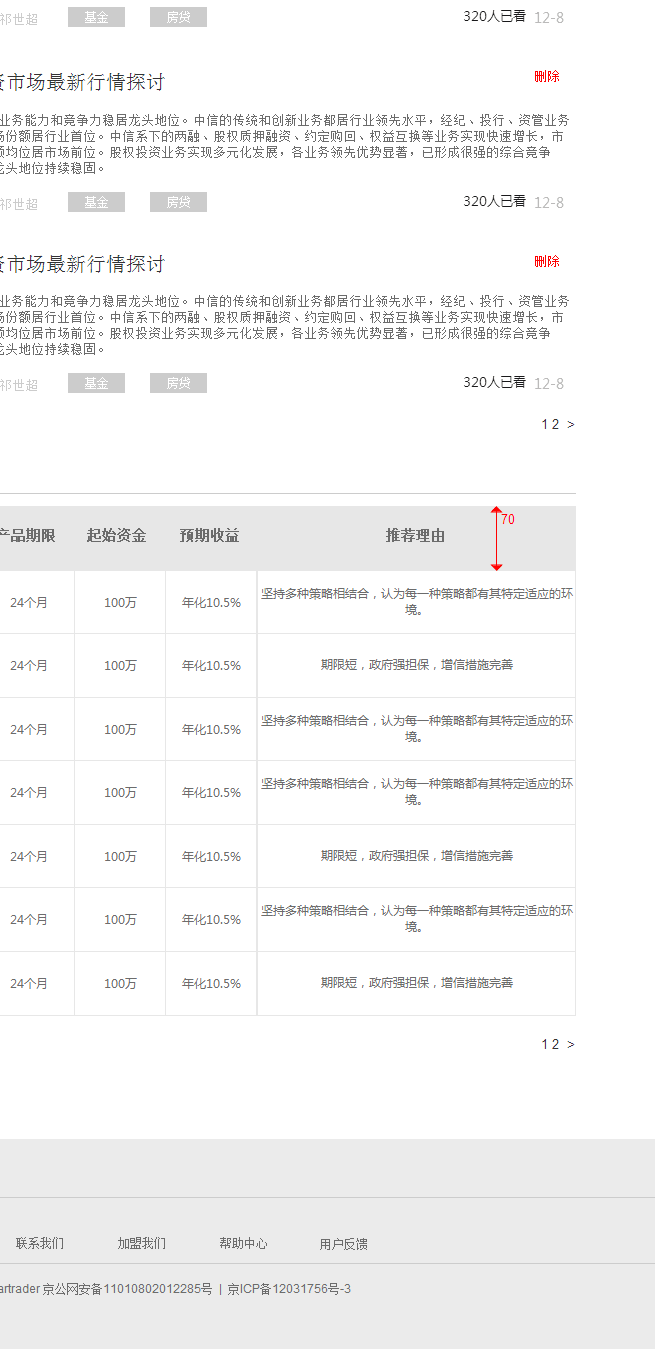 祁世超 基金 房贷 320人已看 12-8
资市场最新行情探讨 删除
业务能力和竟争力稳居龙头地位。中信的传统和创新业务都居行业领先水平，经纪、投行、资管业务
场份额居行业首位。中信系下的两融、股权质押融资、约定购回、权益互换等业务实现快速增长，市
额均位居市场前位。股权投资业务实现多元化发展，各业务领先优势显著，已形成很强的综合竟争
龙头地位持续稳固。
祁世超 基金 房贷 320人已看 12-8
资市场最新行情探讨 删除
业务能力和竟争力稳居龙头地位。中信的传统和创新业务都居行业领先水平，经纪、投行、资管业务
场份额居行业首位。中信系下的两融、股权质押融资、约定购回、权益互换等业务实现快速增长，市
额均位居市场前位。股权投资业务实现多元化发展，各业务领先优势显著，已形成很强的综合竟争
龙头地位持续稳固。
祁世超 基金 房贷 320人已看 12-8
1 2 >
产品期限 起始资金 预期收益 推荐理由 70
24个月 100万 年化10.5% 坚持多种策略相结合，认为每一种策略都有其特定适应的环
境。
24个月 100万 年化10.5% 期限短，政府强担保，增信措施完善
24个月 100万 年化10.5% 坚持多种策略相结合，认为每一种策略都有其特定适应的环
境。
24个月 100万 年化10.5% 坚持多种策略相结合，认为每一种策略都有其特定适应的环
境。
24个月 100万 年化10.5% 期限短，政府强担保，增信措施完善
24个月 100万 年化10.5% 坚持多种策略相结合，认为每一种策略都有其特定适应的环
境。
24个月 100万 年化10.5% 期限短，政府强担保，增信措施完善
1 2 >
联系我们 加盟我们 帮助中心 用户反馈
artrader 京公网安备11010802012285号 | 京ICP备12031756号-3